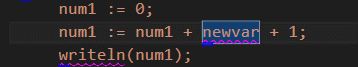 num1 := 0;
num1 := num1 + newvar + 1;
writeln(num1);